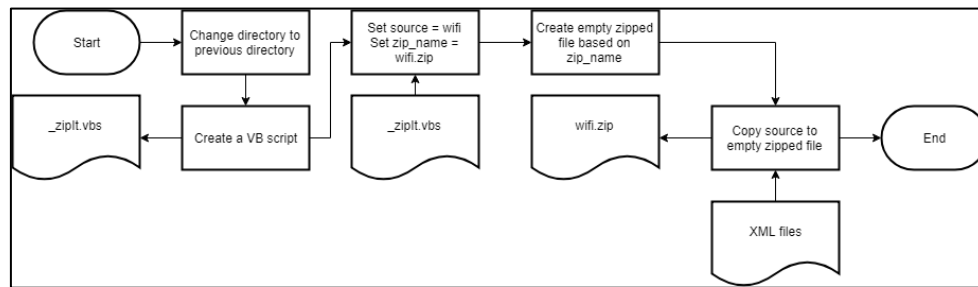 Start
Change directory to
previous directory
Set source = wifi
Set zip_name =
wifi.zip
Create empty zipped
file based on
zip_name
_zipIt.vbs
Create a VB script
_zipIt.vbs
wifi.zip
Copy source to
empty zipped file
End
XML files